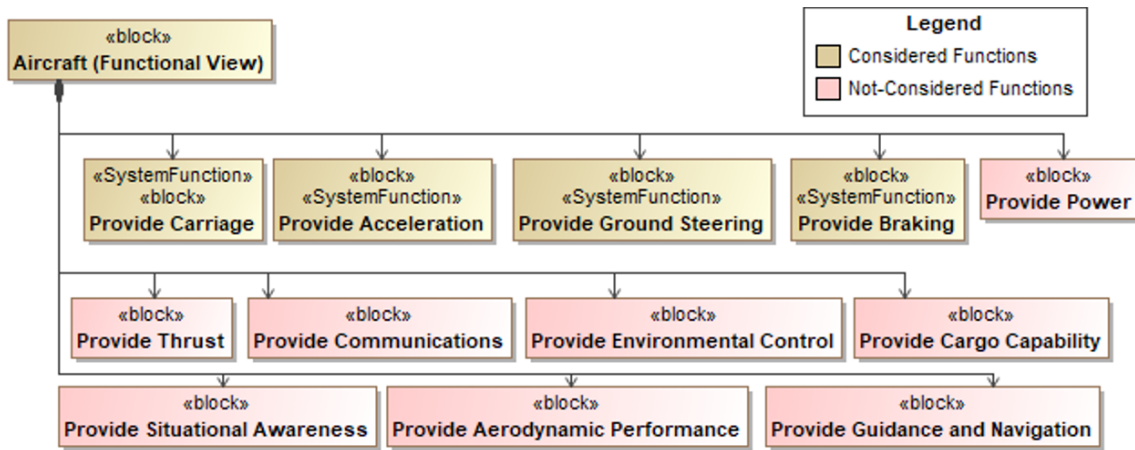 «block»
Aircraft (Functional View)
Legend
Considered Functions
Not-Considered Functions
«SystemFunction»
«block»
Provide Carriage
«block»
«SystemFunction»
Provide Acceleration
«block»
«SystemFunction»
Provide Ground Steering
«block»
«SystemFunction»
Provide Braking
«block»
Provide Power
«block»
Provide Thrust
«block»
Provide Communications
«block»
Provide Environmental Control
«block»
Provide Cargo Capability
«block»
Provide Situational Awareness
«block»
Provide Aerodynamic Performance
«block»
Provide Guidance and Navigation